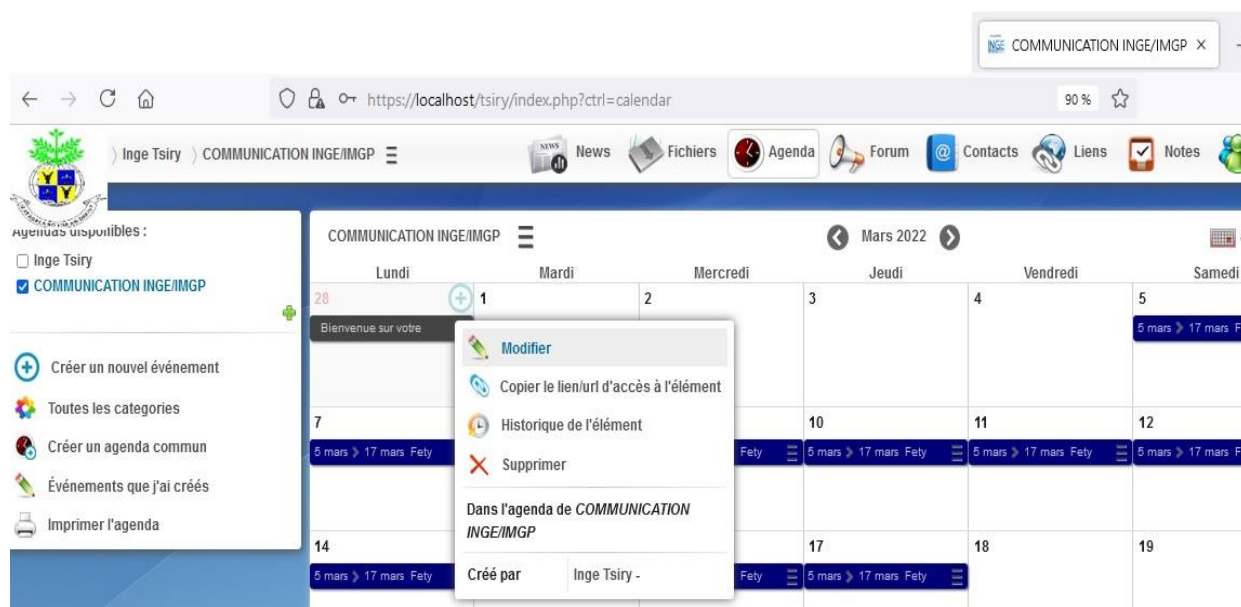 COMMUNICATION INGE/IMGP ×
https://localhost/tsiry/index.php?ctrl=calendar 90 %
Inge Tsiry COMMUNICATION INGE/IMGP
NEWS News Fichiers Agenda Forum @ Contacts Liens Notes
Agendas disponibles :
Inge Tsiry
COMMUNICATION INGE/IMGP
Créer un nouvel événement
Toutes les categories
Créer un agenda commun
Événements que j'ai créés
Imprimer l'agenda
COMMUNICATION INGE/IMGP Mars 2022
Lundi Mardi Mercredi Jeudi Vendredi Samedi
28 1 2 3 4 5
Bienvenue sur votre 5 mars 17 mars F
Modifier
Copier le lien/url d'accès à l'élément
Historique de l'élément
Supprimer
Dans l'agenda de COMMUNICATION
INGE/IMGP
Créé par Inge Tsiry -
7 10 11 12
5 mars 17 mars Fety Fety 5 mars 17 mars Fety 5 mars 17 mars Fety 5 mars 17 mars F
14 17 18 19
5 mars 17 mars Fety Fety 5 mars 17 mars Fety